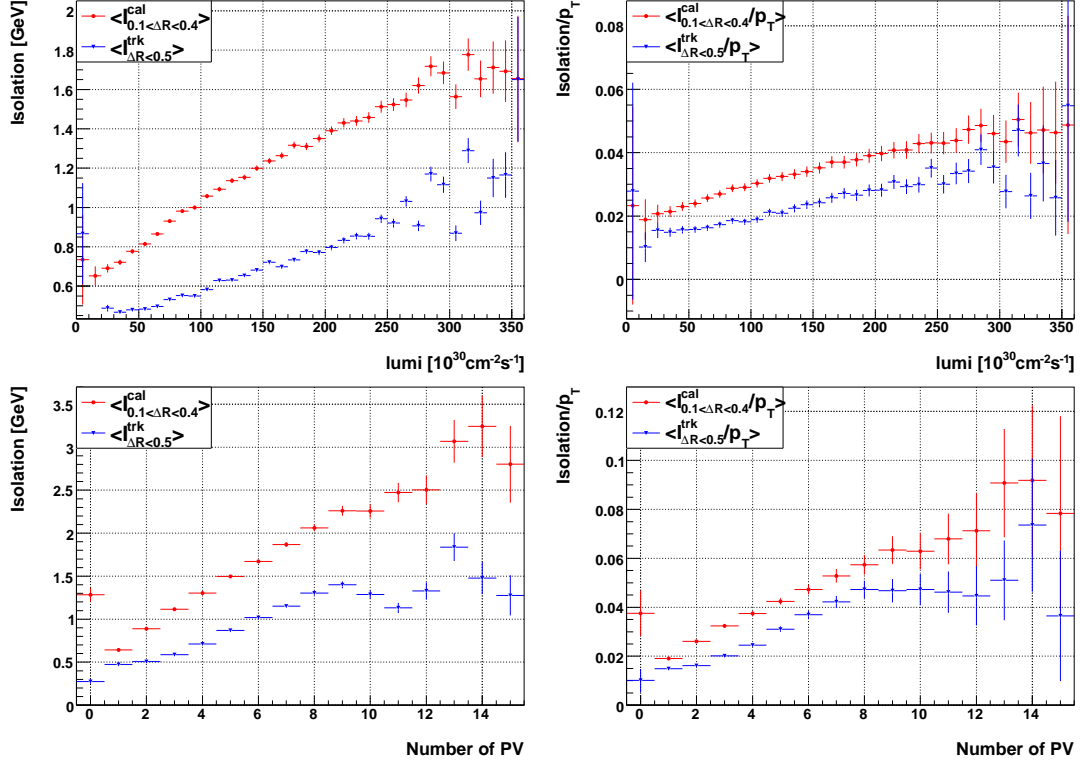 Isolation [GeV]
<I^cal_0.1<ΔR<0.4>
<I^trk_ΔR<0.5>
1.8
1.6
1.4
1.2
1
0.8
0.6
0 50 100 150 200 250 300 350
lumi [10^30cm^-2s^-1]
Isolation/p_T
<I^cal_0.1<ΔR<0.4/p_T>
<I^trk_ΔR<0.5/p_T>
0.08
0.06
0.04
0.02
0
0 50 100 150 200 250 300 350
lumi [10^30cm^-2s^-1]
Isolation [GeV]
<I^cal_0.1<ΔR<0.4>
<I^trk_ΔR<0.5>
3.5
3
2.5
2
1.5
1
0.5
0
0 2 4 6 8 10 12 14
Number of PV
Isolation/p_T
<I^cal_0.1<ΔR<0.4/p_T>
<I^trk_ΔR<0.5/p_T>
0.12
0.1
0.08
0.06
0.04
0.02
0
0 2 4 6 8 10 12 14
Number of PV